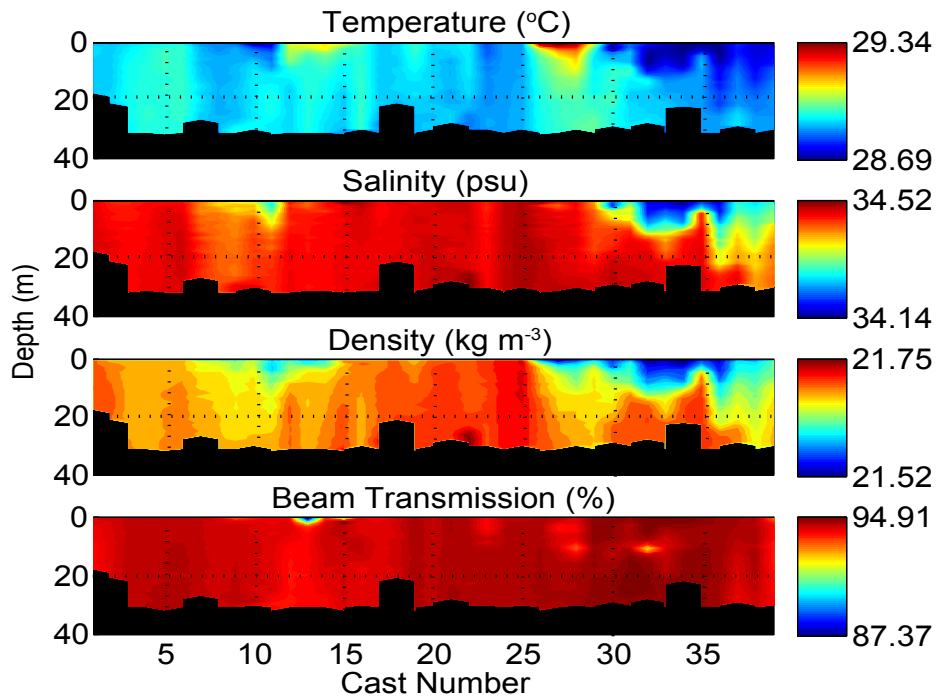 Temperature (°C)
0
20
40
29.34
28.69
Salinity (psu)
0
20
40
34.52
34.14
Depth (m)
Density (kg m⁻³)
0
20
40
21.75
21.52
Beam Transmission (%)
0
20
40
94.91
87.37
5 10 15 20 25 30 35
Cast Number